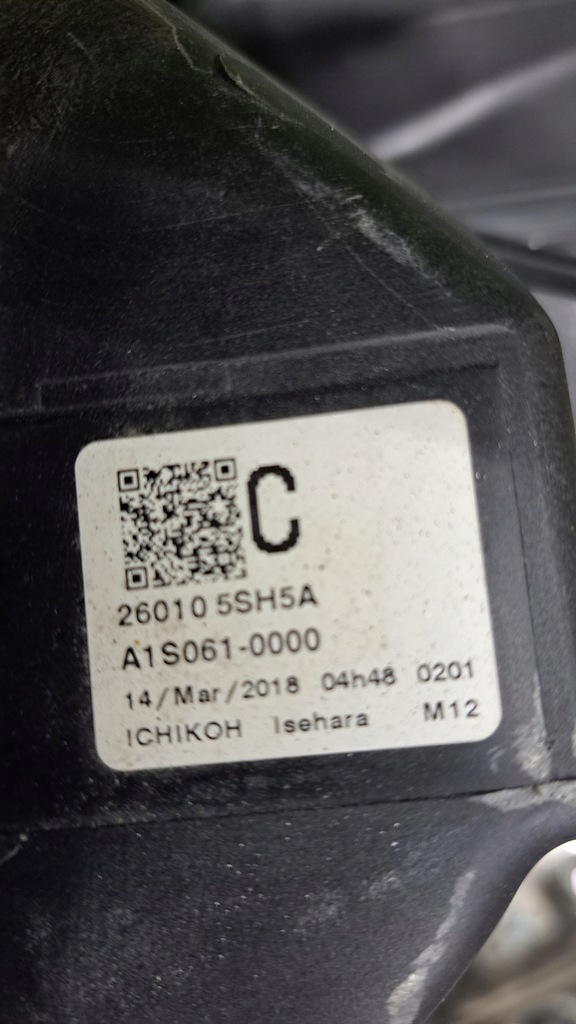 C
26010 5SH5A
A1S061-0000
14/Mar/2018 04h48 0201
ICHIKOH Isehara M12